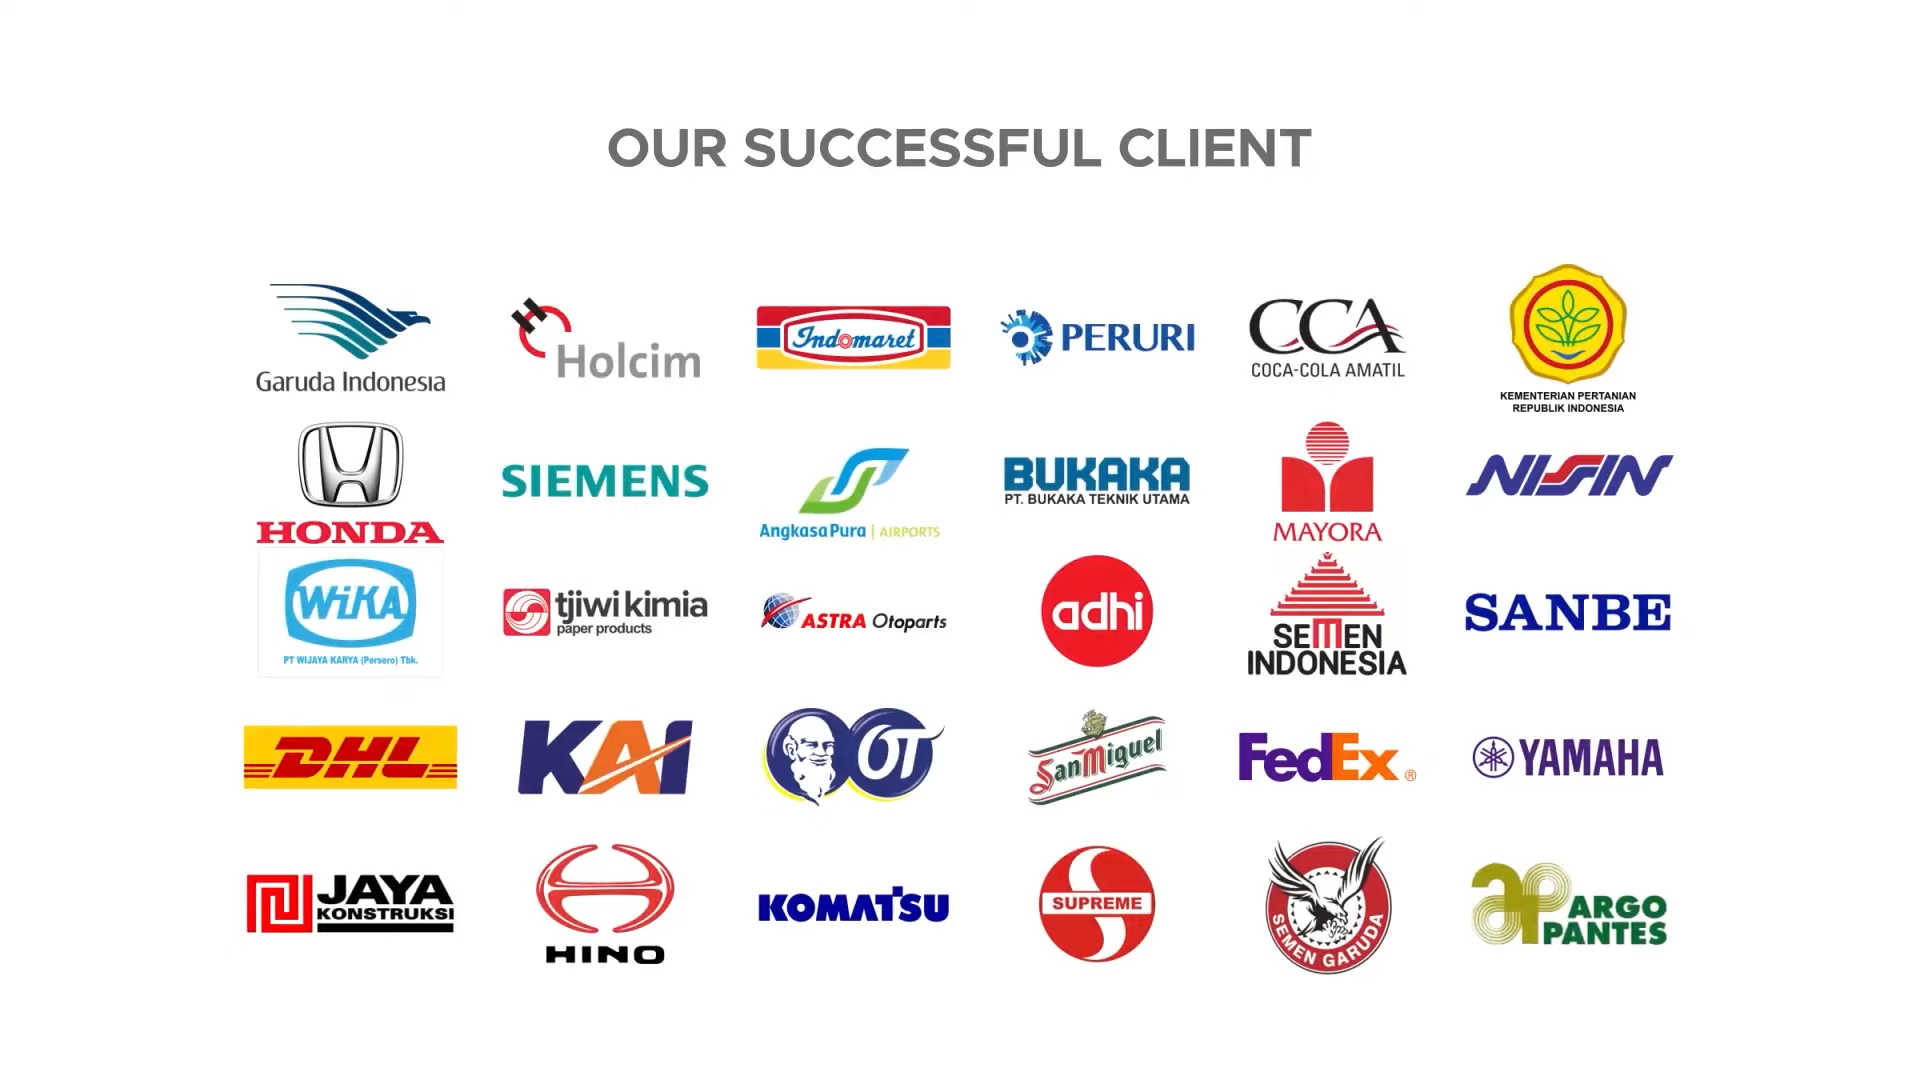 OUR SUCCESSFUL CLIENT
Garuda Indonesia
Holcim
Indomaret
PERURI
CCA
COCA-COLA AMATIL
KEMENTERIAN PERTANIAN
REPUBLIK INDONESIA
HONDA
SIEMENS
AngkasaPura | AIRPORTS
BUKAKA
PT. BUKAKA TEKNIK UTAMA
MAYORA
NISSIN
WIKA
PT WIJAYA KARYA (Persero) Tbk.
tjiwi kimia
paper products
ASTRA Otoparts
adhi
SEMEN
INDONESIA
SANBE
DHL
KAI
OT
SanMiguel
FedEx ®
YAMAHA
JAYA
KONSTRUKSI
HINO
KOMATSU
SUPREME
SEMEN GARUDA
ap ARGO
PANTES